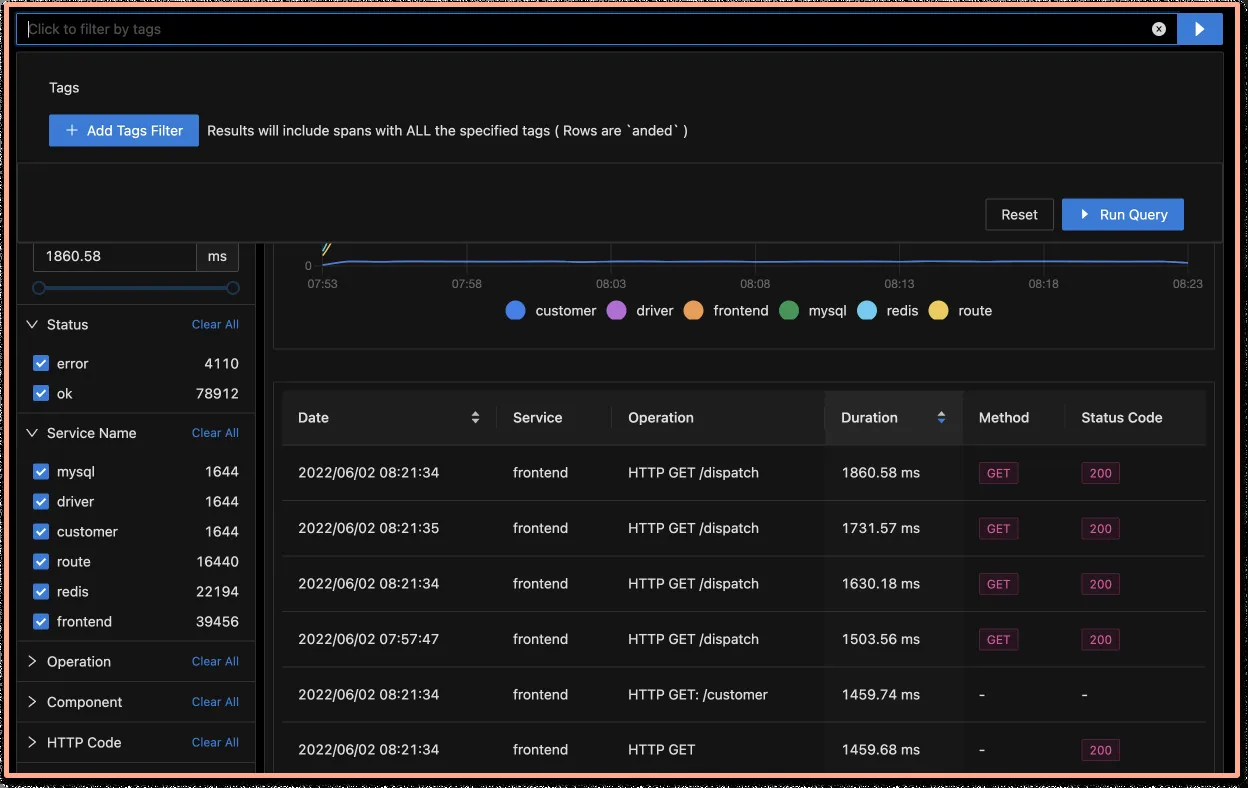 Click to filter by tags
Tags
+ Add Tags Filter Results will include spans with ALL the specified tags ( Rows are `anded` )
Reset Run Query
1860.58 ms
Status Clear All
error 4110
ok 78912
Service Name Clear All
mysql 1644
driver 1644
customer 1644
route 16440
redis 22194
frontend 39456
Operation Clear All
Component Clear All
HTTP Code Clear All
0
07:53 07:58 08:03 08:08 08:13 08:18 08:23
customer driver frontend mysql redis route
Date Service Operation Duration Method Status Code
2022/06/02 08:21:34 frontend HTTP GET /dispatch 1860.58 ms GET 200
2022/06/02 08:21:35 frontend HTTP GET /dispatch 1731.57 ms GET 200
2022/06/02 08:21:34 frontend HTTP GET /dispatch 1630.18 ms GET 200
2022/06/02 07:57:47 frontend HTTP GET /dispatch 1503.56 ms GET 200
2022/06/02 08:21:34 frontend HTTP GET: /customer 1459.74 ms - -
2022/06/02 08:21:34 frontend HTTP GET 1459.68 ms - 200